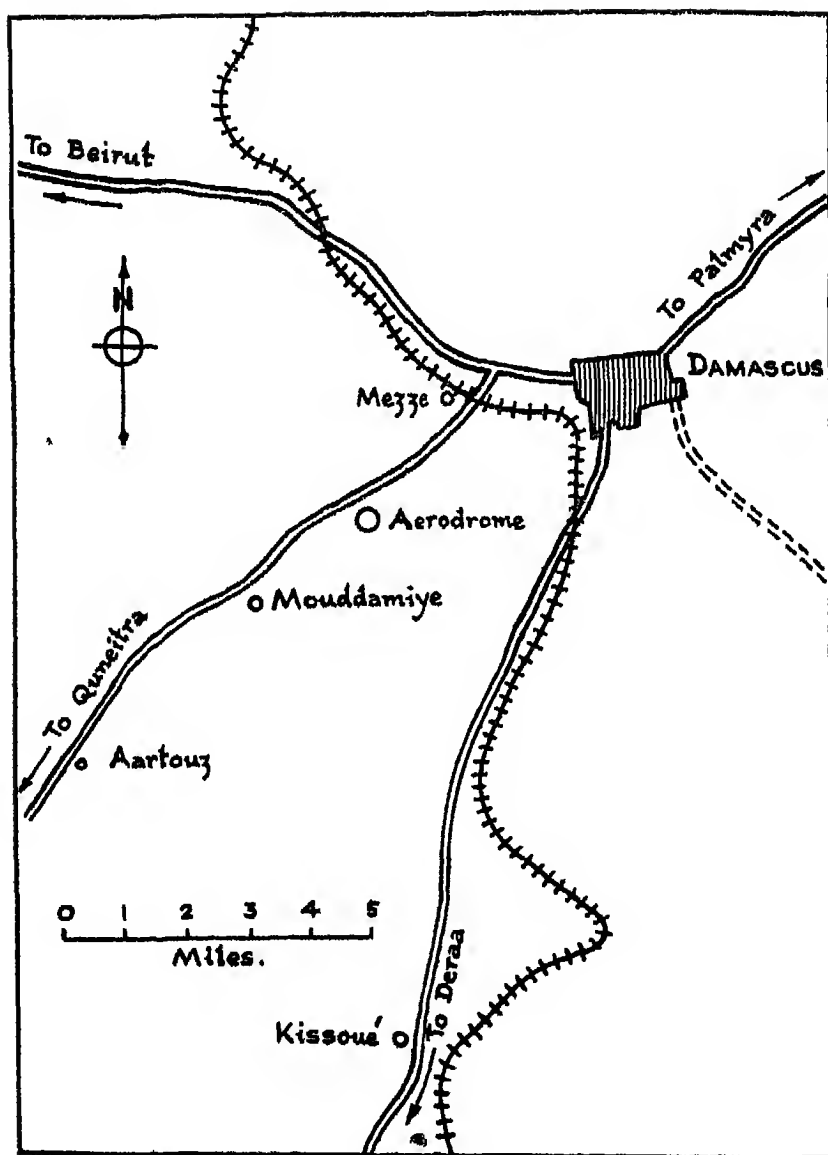 To Beirut
To Palmyra
N
DAMASCUS
Mezze
Aerodrome
Mouddamiye
To Quneitra
Aartouz
0 1 2 3 4 5
Miles.
To Deraa
Kissoué